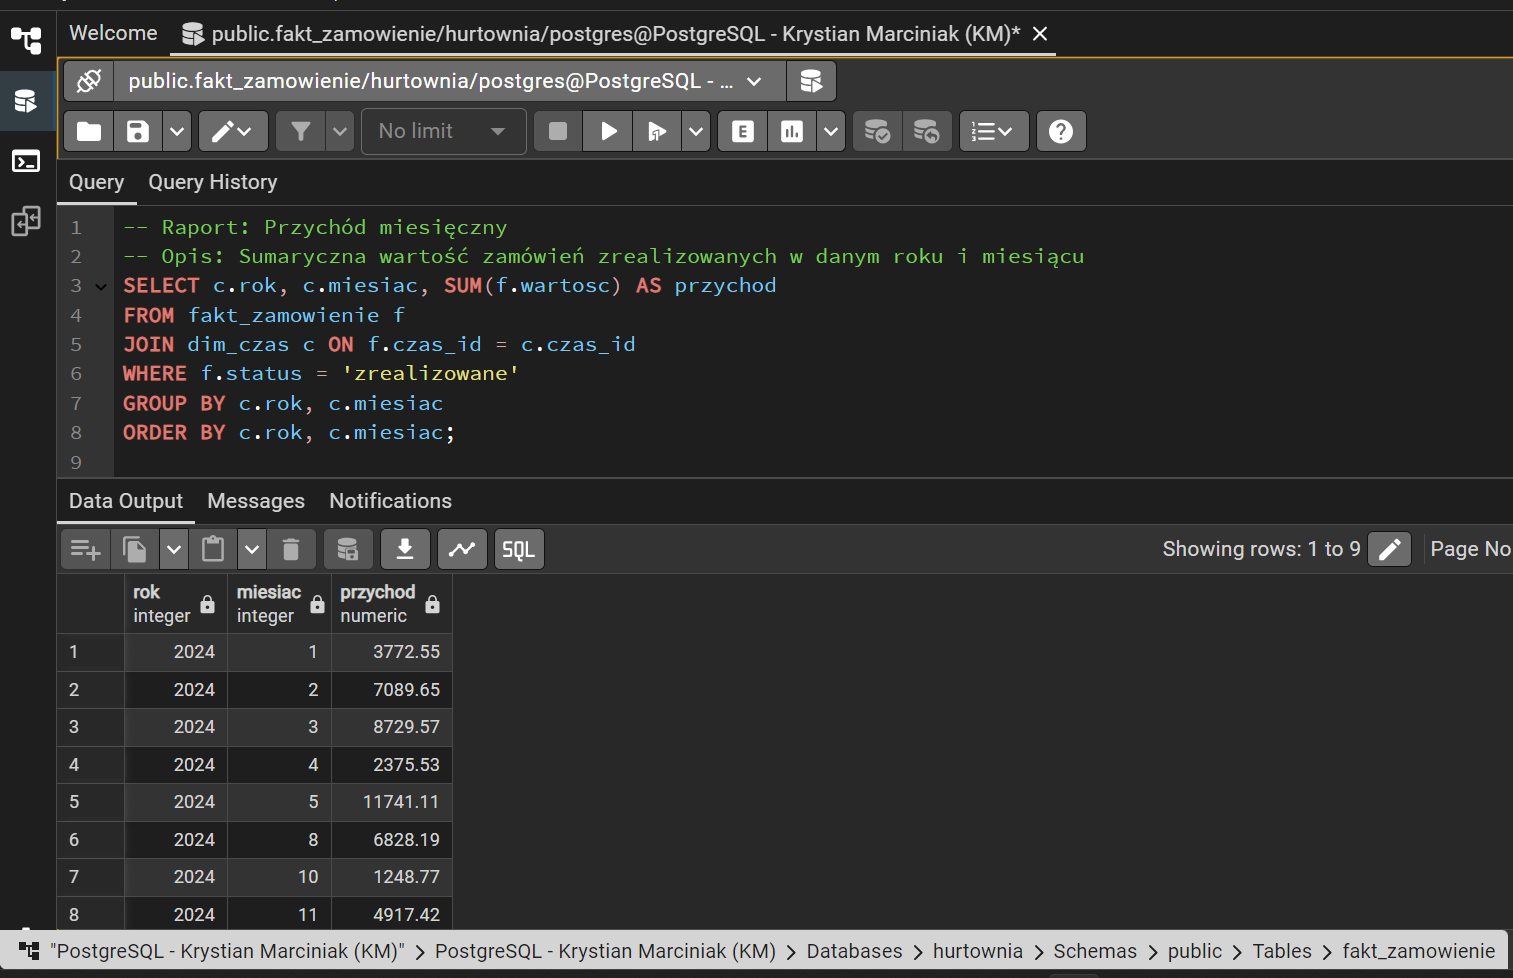 Welcome
public.fakt_zamowienie/hurtownia/postgres@PostgreSQL - Krystian Marciniak (KM)*
public.fakt_zamowienie/hurtownia/postgres@PostgreSQL - ...
No limit
E
Query Query History
1 -- Raport: Przychód miesięczny
2 -- Opis: Sumaryczna wartość zamówień zrealizowanych w danym roku i miesiącu
3 SELECT c.rok, c.miesiac, SUM(f.wartosc) AS przychod
4 FROM fakt_zamowienie f
5 JOIN dim_czas c ON f.czas_id = c.czas_id
6 WHERE f.status = 'zrealizowane'
7 GROUP BY c.rok, c.miesiac
8 ORDER BY c.rok, c.miesiac;
9
Data Output Messages Notifications
SQL
Showing rows: 1 to 9
Page No
rok miesiac przychod
integer integer numeric
1 2024 1 3772.55
2 2024 2 7089.65
3 2024 3 8729.57
4 2024 4 2375.53
5 2024 5 11741.11
6 2024 8 6828.19
7 2024 10 1248.77
8 2024 11 4917.42
"PostgreSQL - Krystian Marciniak (KM)" > PostgreSQL - Krystian Marciniak (KM) > Databases > hurtownia > Schemas > public > Tables > fakt_zamowienie